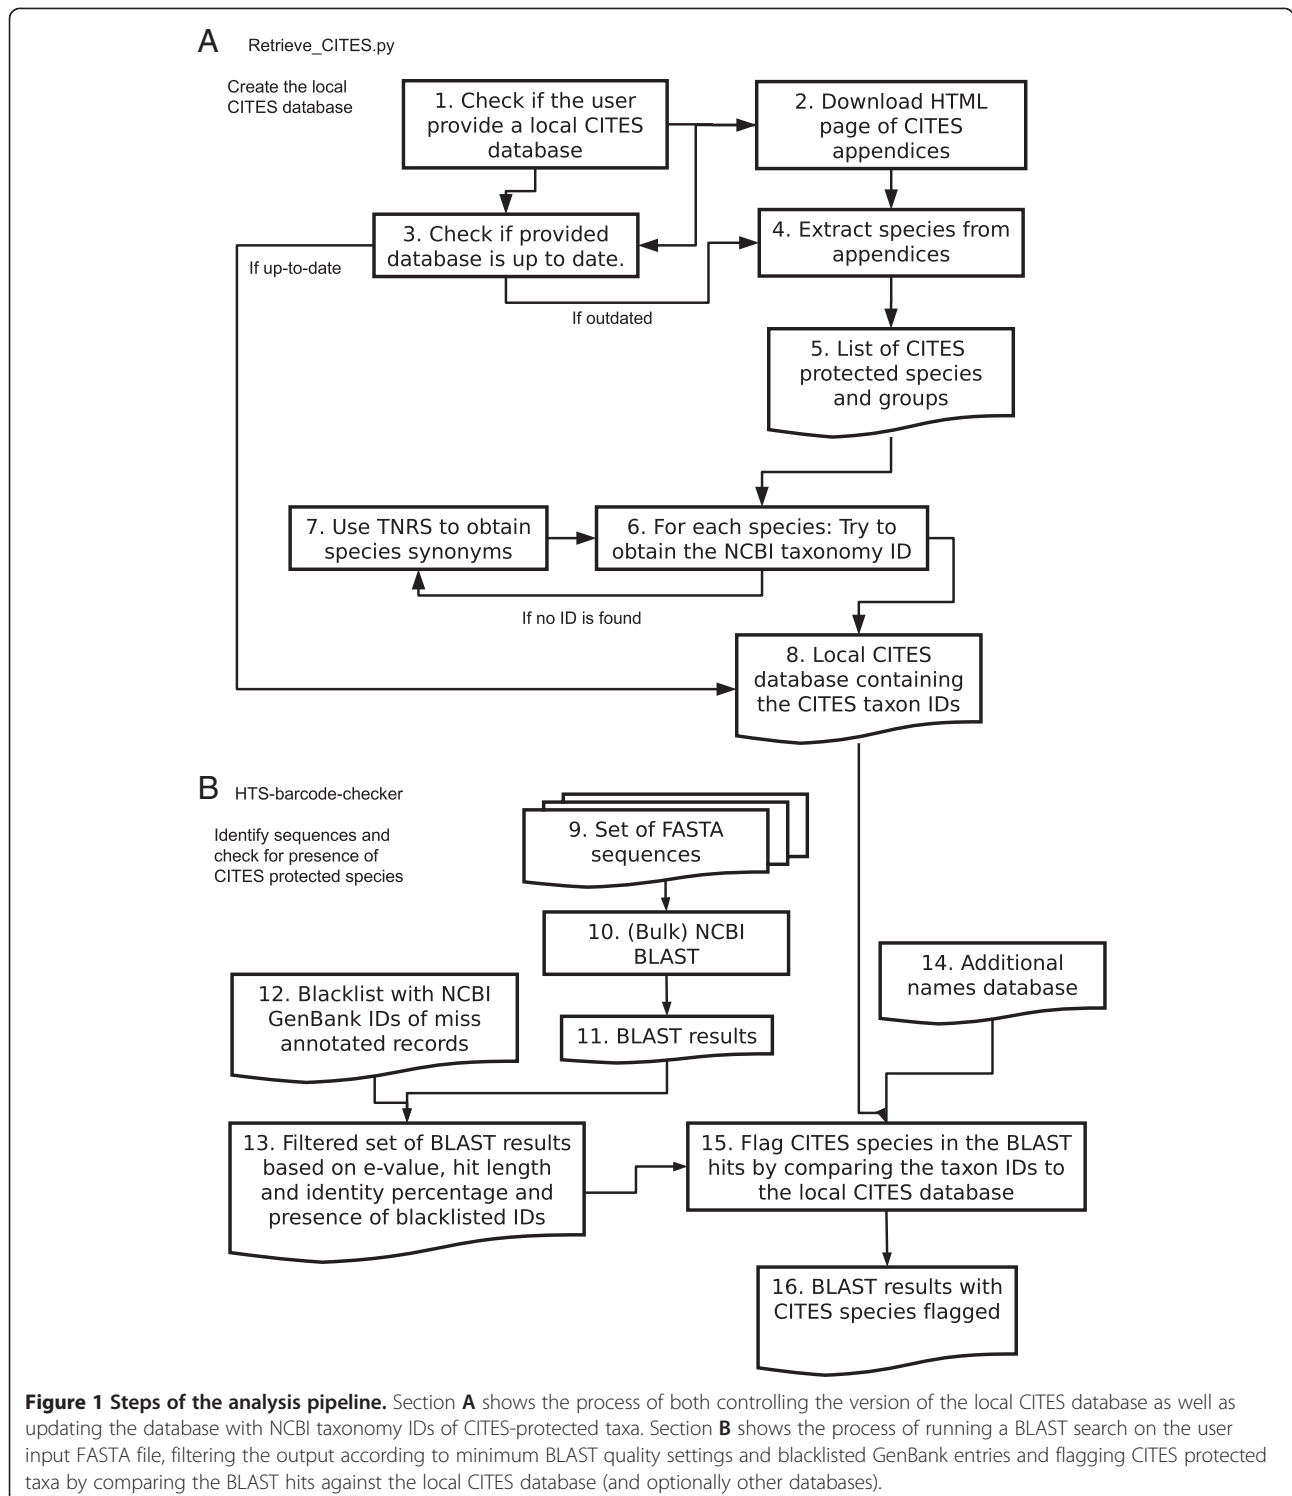 A Retrieve_CITES.py
Create the local
CITES database
1. Check if the user
provide a local CITES
database
2. Download HTML
page of CITES
appendices
3. Check if provided
database is up to date.
4. Extract species from
appendices
If up-to-date
If outdated
5. List of CITES
protected species
and groups
7. Use TNRS to obtain
species synonyms
6. For each species: Try to
obtain the NCBI taxonomy ID
If no ID is found
8. Local CITES
database containing
the CITES taxon IDs
B HTS-barcode-checker
Identify sequences and
check for presence of
CITES protected species
9. Set of FASTA
sequences
10. (Bulk) NCBI
BLAST
14. Additional
names database
12. Blacklist with NCBI
GenBank IDs of miss
annotated records
11. BLAST results
13. Filtered set of BLAST results
based on e-value, hit length
and identity percentage and
presence of blacklisted IDs
15. Flag CITES species in the BLAST
hits by comparing the taxon IDs to
the local CITES database
16. BLAST results with
CITES species flagged
Figure 1 Steps of the analysis pipeline. Section A shows the process of both controlling the version of the local CITES database as well as
updating the database with NCBI taxonomy IDs of CITES-protected taxa. Section B shows the process of running a BLAST search on the user
input FASTA file, filtering the output according to minimum BLAST quality settings and blacklisted GenBank entries and flagging CITES protected
taxa by comparing the BLAST hits against the local CITES database (and optionally other databases).